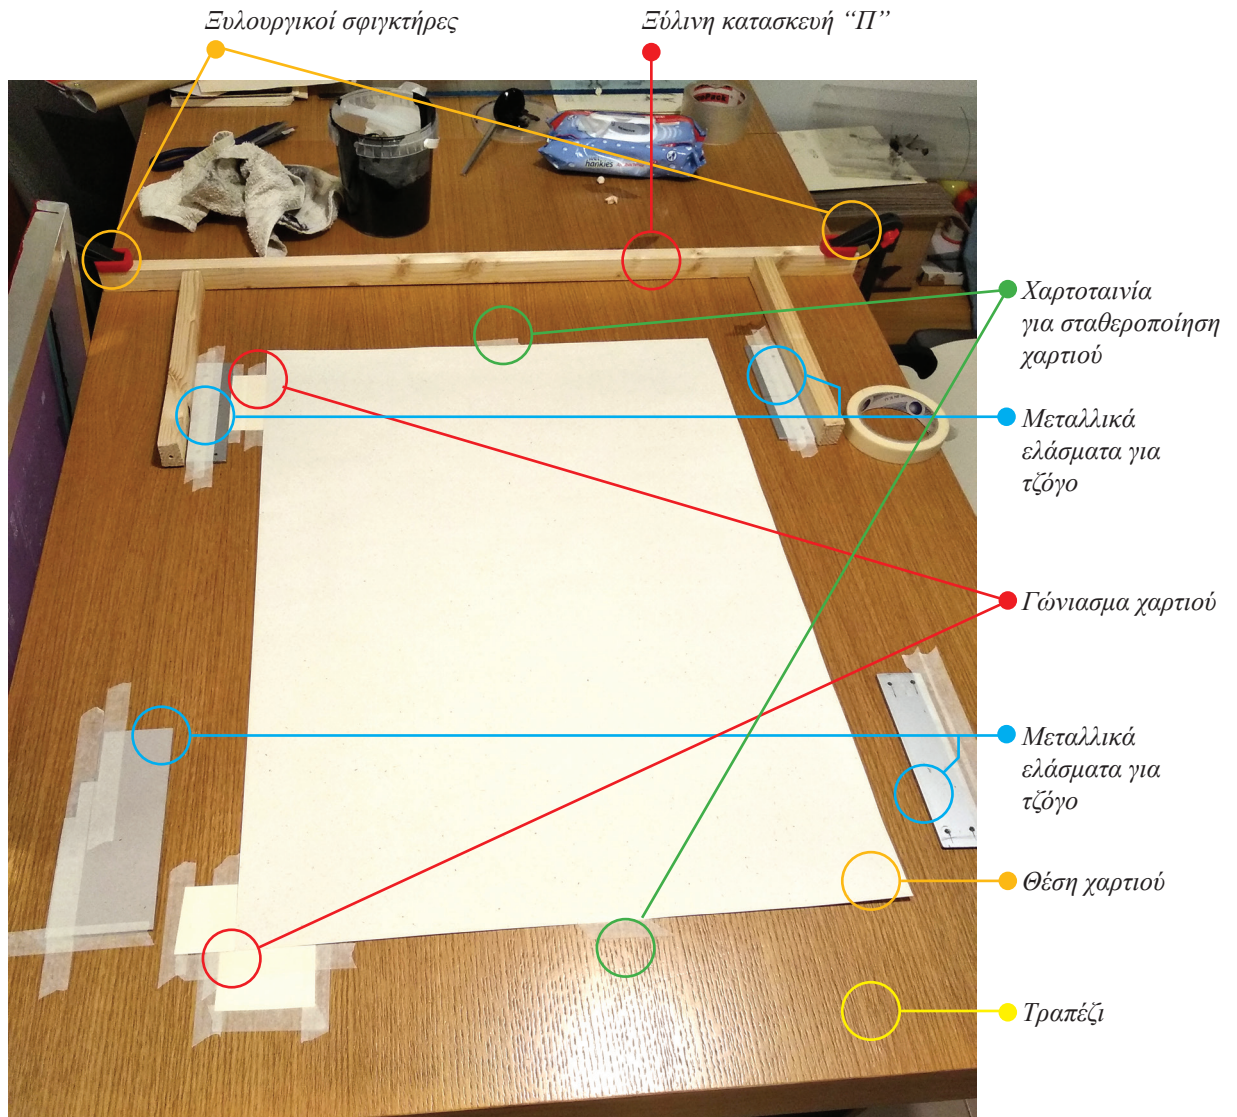 Ξυλουργικοί σφιγκτήρες
Ξύλινη κατασκευή “Π”
hankies
Χαρτοταινία
για σταθεροποίηση
χαρτιού
Μεταλλικά
ελάσματα για
τζόγο
Γώνιασμα χαρτιού
Μεταλλικά
ελάσματα για
τζόγο
Θέση χαρτιού
Τραπέζι